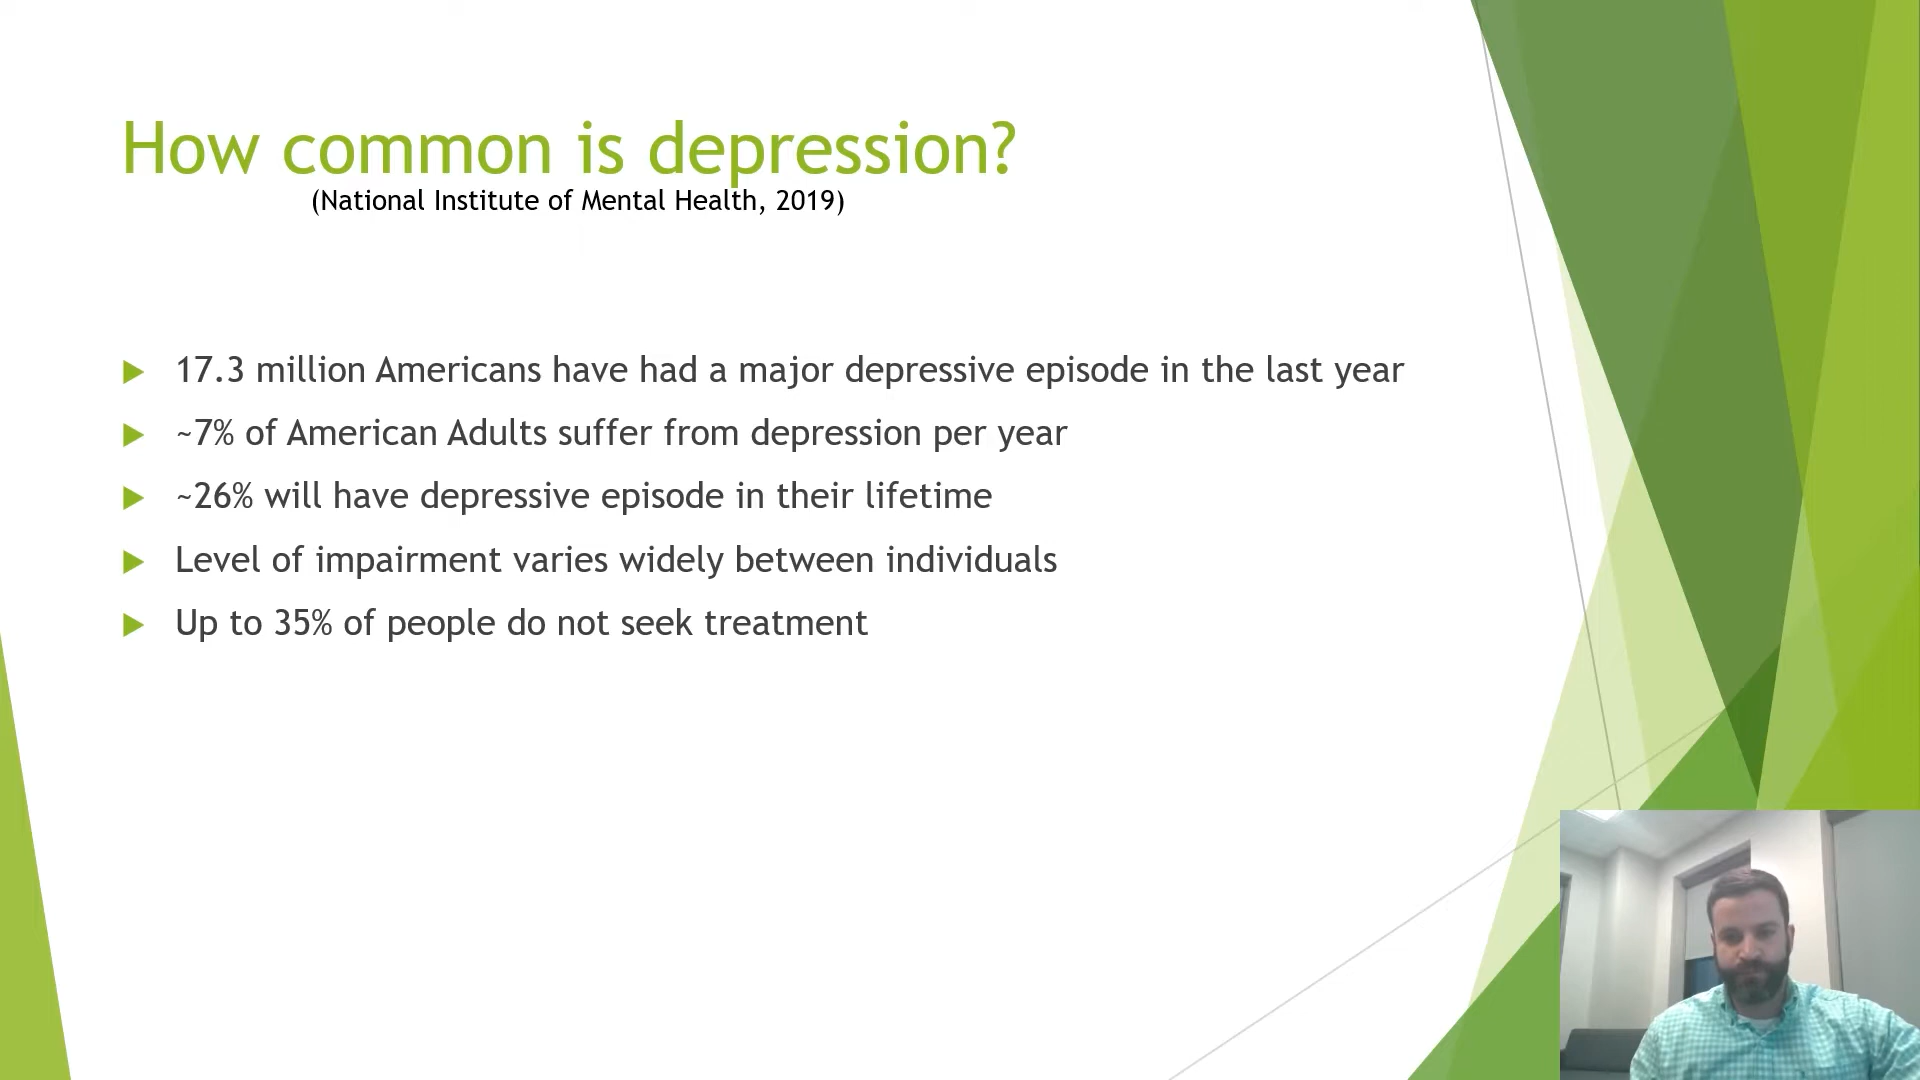 How common is depression?
(National Institute of Mental Health, 2019)
17.3 million Americans have had a major depressive episode in the last year
~7% of American Adults suffer from depression per year
~26% will have depressive episode in their lifetime
Level of impairment varies widely between individuals
Up to 35% of people do not seek treatment